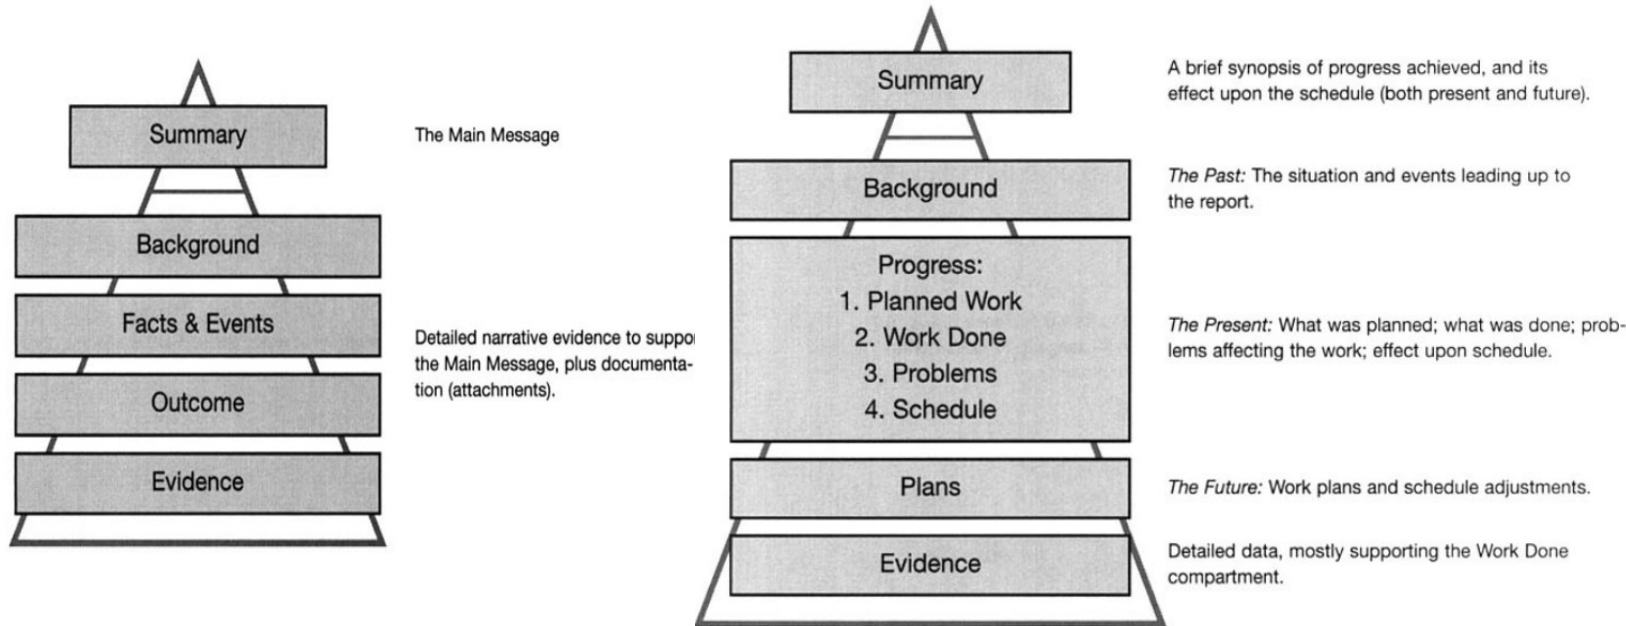 Summary
The Main Message
Background
Facts & Events
Outcome
Detailed narrative evidence to suppo
the Main Message, plus documenta-
tion (attachments).
Evidence
Summary
A brief synopsis of progress achieved, and its
effect upon the schedule (both present and future).
Background
The Past: The situation and events leading up to
the report.
Progress:
1. Planned Work
2. Work Done
3. Problems
4. Schedule
The Present: What was planned; what was done; prob-
lems affecting the work; effect upon schedule.
Plans
The Future: Work plans and schedule adjustments.
Evidence
Detailed data, mostly supporting the Work Done
compartment.